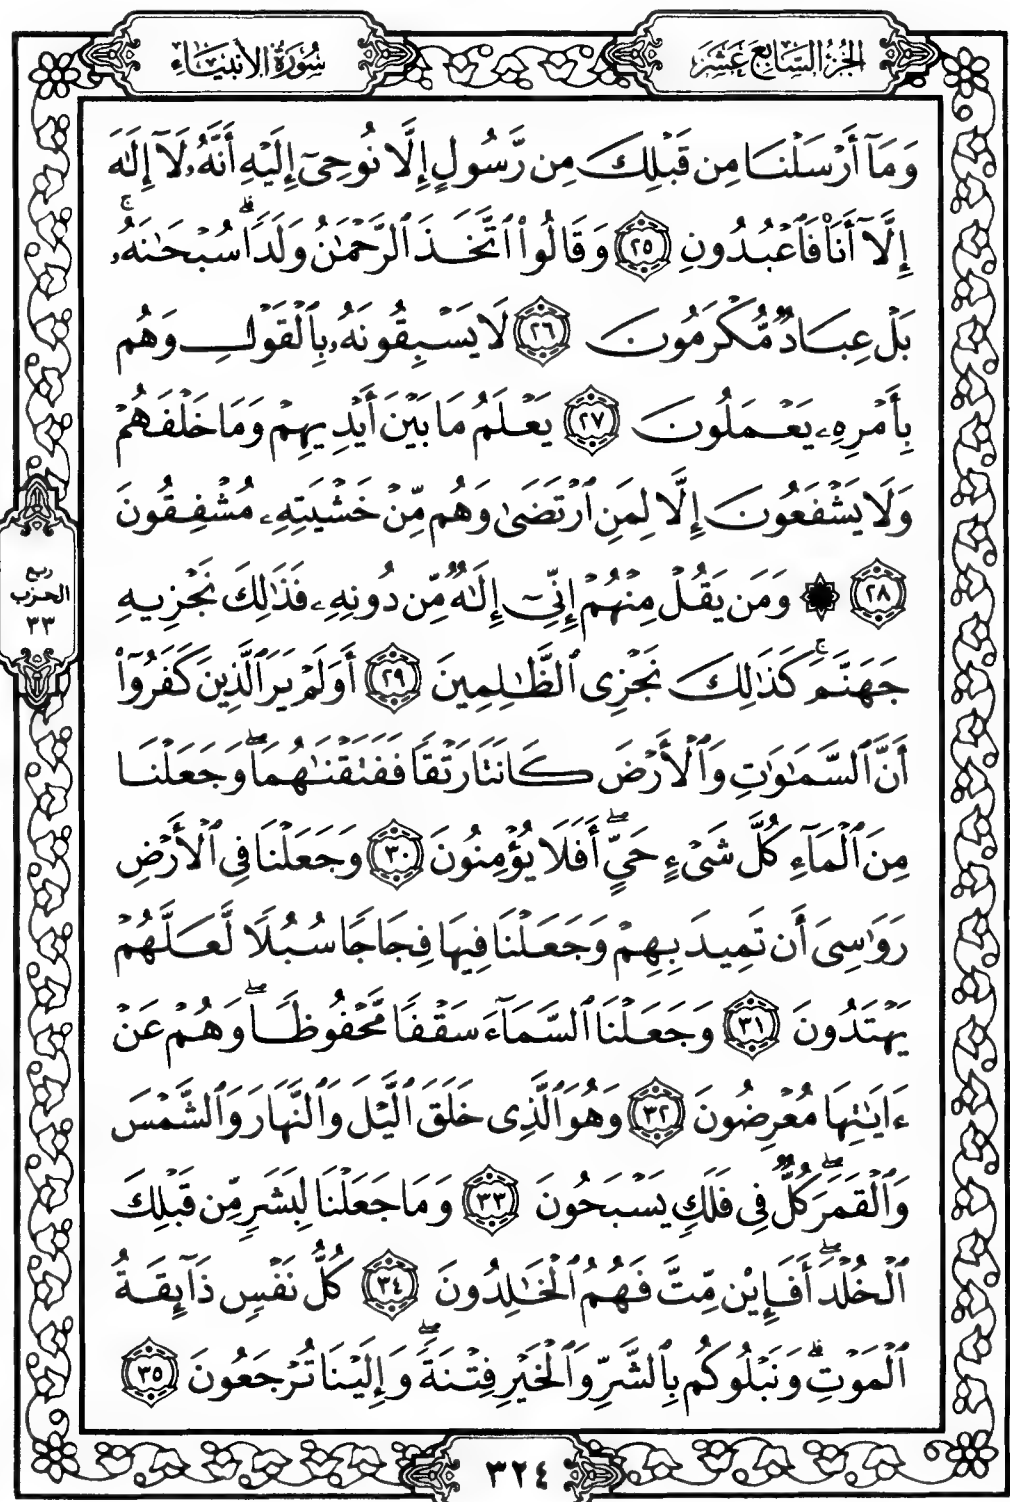 الجزء السابع عشر
سورة الأنبياء
وَمَآ أَرْسَلْنَا مِن قَبْلِكَ مِن رَّسُولٍ إِلَّا نُوحِىٓ إِلَيْهِ أَنَّهُۥ لَآ إِلَٰهَ
إِلَّآ أَنَا۠ فَٱعْبُدُونِ ٢٥ وَقَالُوا۟ ٱتَّخَذَ ٱلرَّحْمَٰنُ وَلَدًا ۗ سُبْحَٰنَهُۥ ۚ
بَلْ عِبَادٌ مُّكْرَمُونَ ٢٦ لَا يَسْبِقُونَهُۥ بِٱلْقَوْلِ وَهُم
بِأَمْرِهِۦ يَعْمَلُونَ ٢٧ يَعْلَمُ مَا بَيْنَ أَيْدِيهِمْ وَمَا خَلْفَهُمْ
وَلَا يَشْفَعُونَ إِلَّا لِمَنِ ٱرْتَضَىٰ وَهُم مِّنْ خَشْيَتِهِۦ مُشْفِقُونَ
٢٨ ۞ وَمَن يَقُلْ مِنْهُمْ إِنِّىٓ إِلَٰهٌ مِّن دُونِهِۦ فَذَٰلِكَ نَجْزِيهِ
جَهَنَّمَ ۚ كَذَٰلِكَ نَجْزِى ٱلظَّٰلِمِينَ ٢٩ أَوَلَمْ يَرَ ٱلَّذِينَ كَفَرُوٓا۟
أَنَّ ٱلسَّمَٰوَٰتِ وَٱلْأَرْضَ كَانَتَا رَتْقًا فَفَتَقْنَٰهُمَا ۖ وَجَعَلْنَا
مِنَ ٱلْمَآءِ كُلَّ شَىْءٍ حَىٍّ ۖ أَفَلَا يُؤْمِنُونَ ٣٠ وَجَعَلْنَا فِى ٱلْأَرْضِ
رَوَٰسِىَ أَن تَمِيدَ بِهِمْ وَجَعَلْنَا فِيهَا فِجَاجًا سُبُلًا لَّعَلَّهُمْ
يَهْتَدُونَ ٣١ وَجَعَلْنَا ٱلسَّمَآءَ سَقْفًا مَّحْفُوظًا ۖ وَهُمْ عَنْ
ءَايَٰتِهَا مُعْرِضُونَ ٣٢ وَهُوَ ٱلَّذِى خَلَقَ ٱلَّيْلَ وَٱلنَّهَارَ وَٱلشَّمْسَ
وَٱلْقَمَرَ ۖ كُلٌّ فِى فَلَكٍ يَسْبَحُونَ ٣٣ وَمَا جَعَلْنَا لِبَشَرٍ مِّن قَبْلِكَ
ٱلْخُلْدَ ۖ أَفَإِي۟ن مِّتَّ فَهُمُ ٱلْخَٰلِدُونَ ٣٤ كُلُّ نَفْسٍ ذَآئِقَةُ
ٱلْمَوْتِ ۗ وَنَبْلُوكُم بِٱلشَّرِّ وَٱلْخَيْرِ فِتْنَةً ۖ وَإِلَيْنَا تُرْجَعُونَ ٣٥
ربع
الحزب
٣٣
٣٢٤